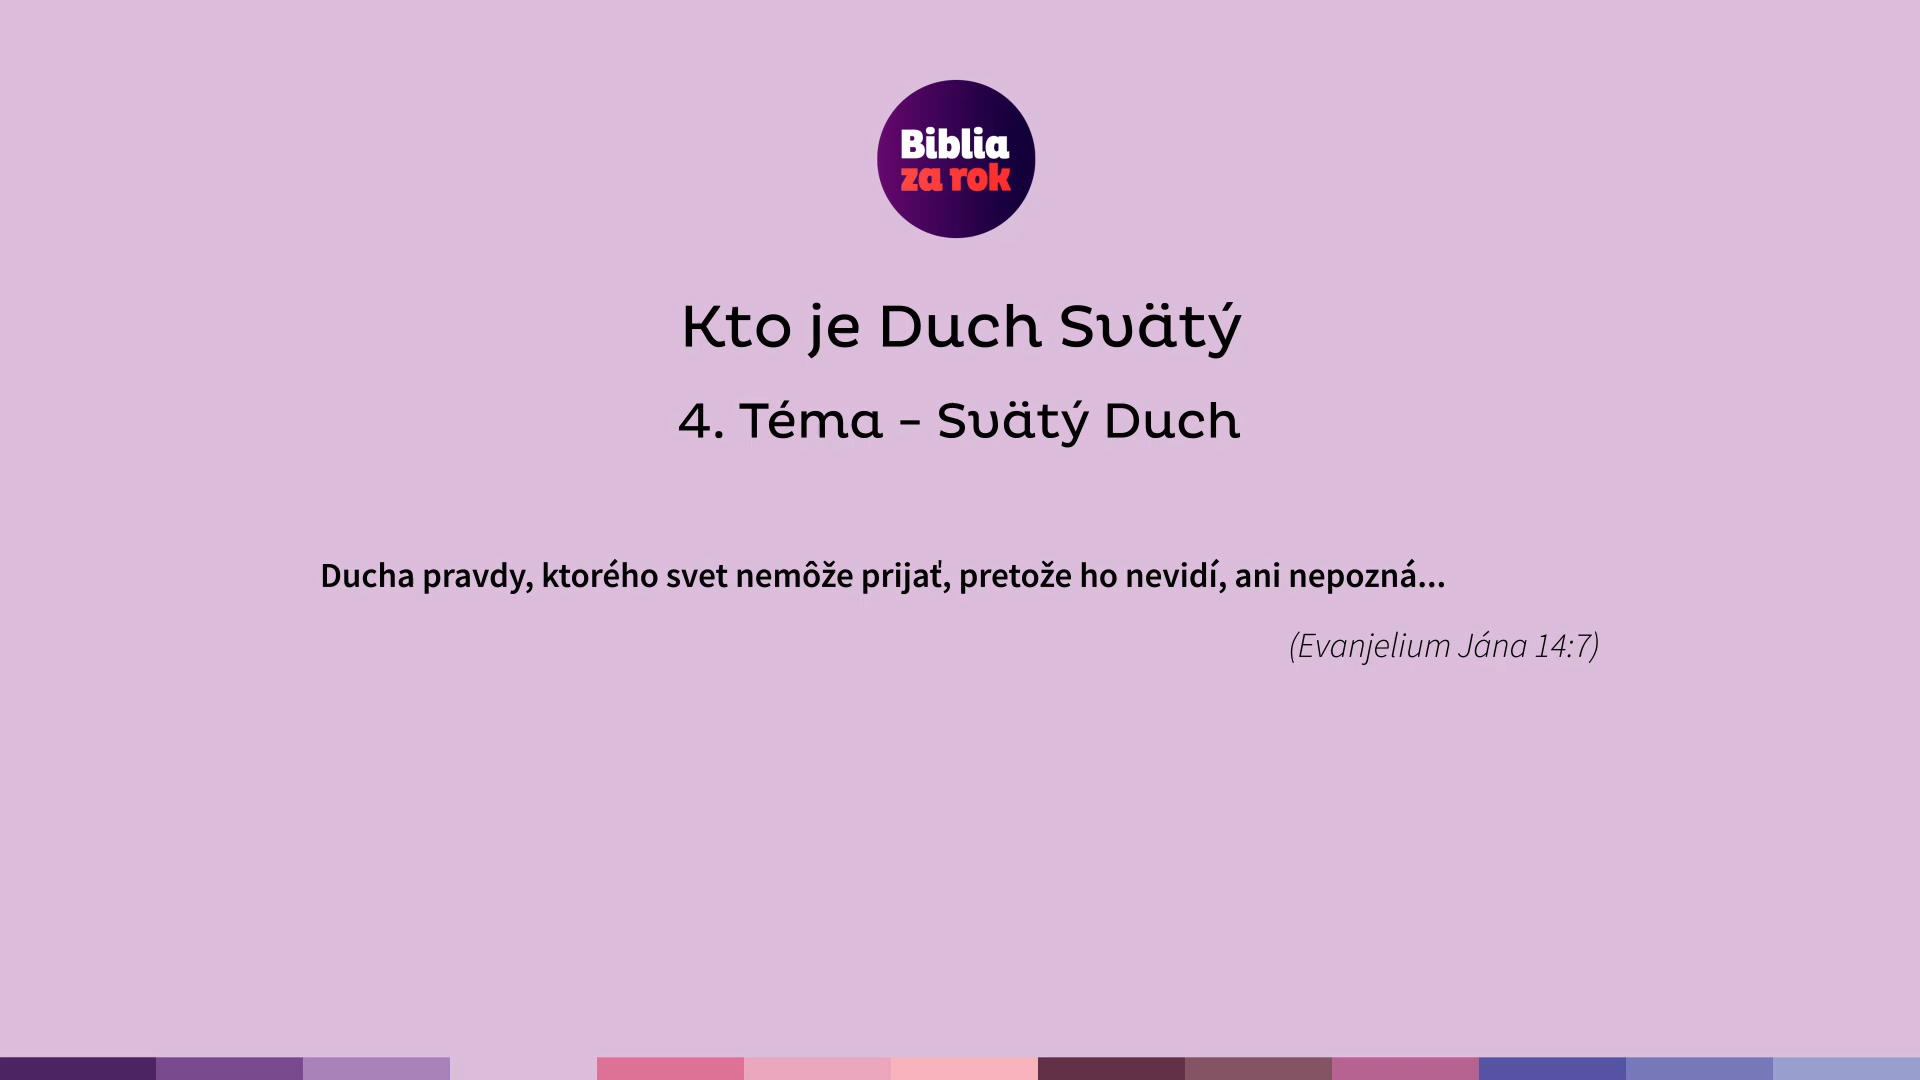 Biblia
za rok
Kto je Duch Svätý
4. Téma - Svätý Duch
Ducha pravdy, ktorého svet nemôže prijať, pretože ho nevidí, ani nepozná...
(Evanjelium Jána 14:7)